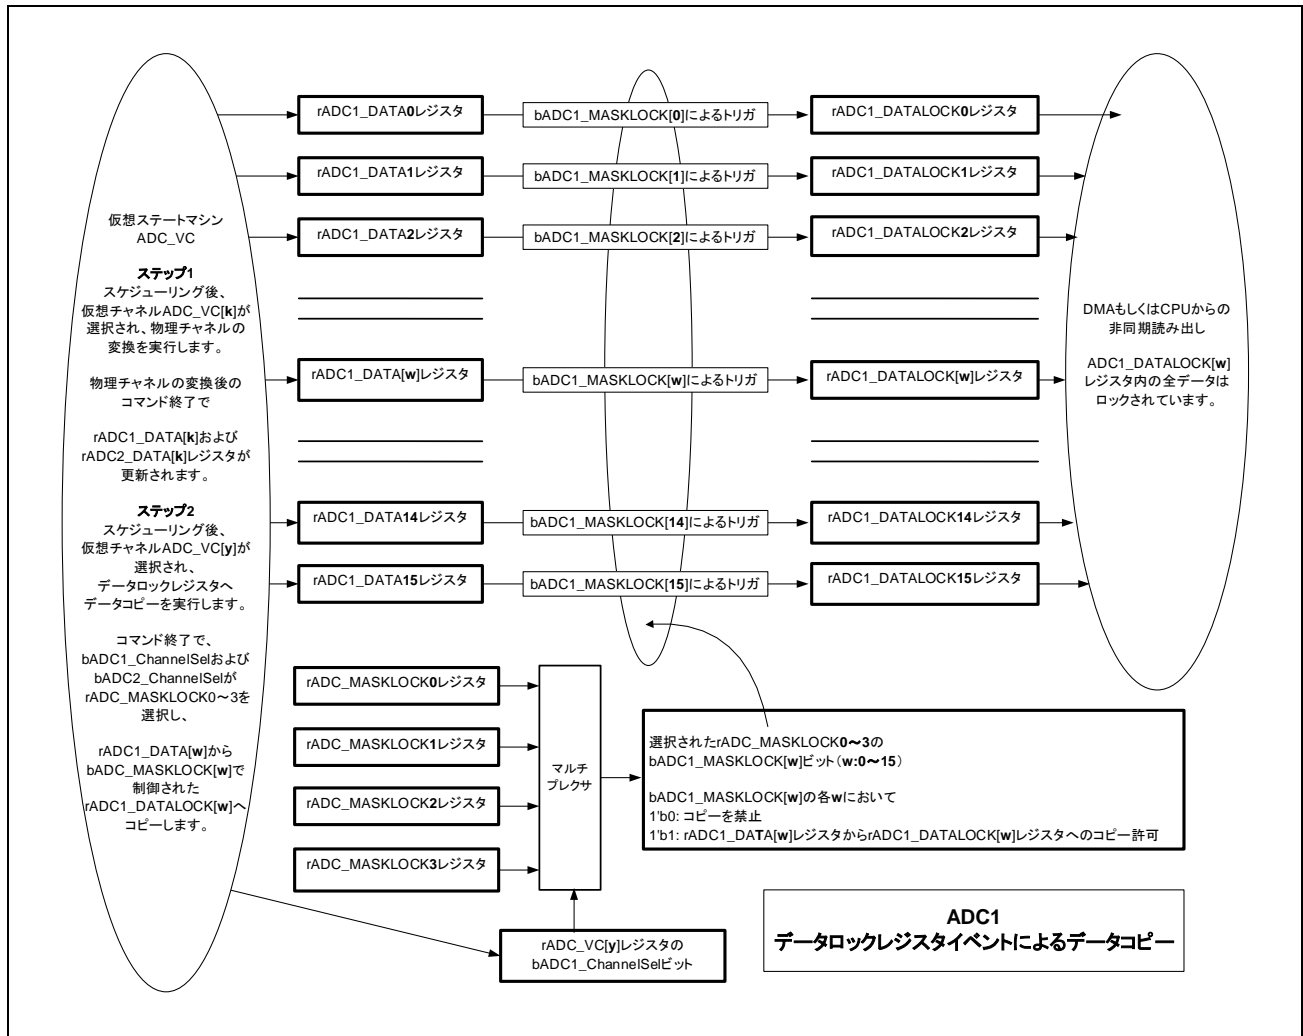 仮想ステートマシン
ADC_VC
ステップ1
スケジューリング後、
仮想チャネルADC_VC[k]が
選択され、物理チャネルの
変換を実行します。
物理チャネルの変換後の
コマンド終了で
rADC1_DATA[k]および
rADC2_DATA[k]レジスタが
更新されます。
ステップ2
スケジューリング後、
仮想チャネルADC_VC[y]が
選択され、
データロックレジスタへ
データコピーを実行します。
コマンド終了で、
bADC1_ChannelSelおよび
bADC2_ChannelSelが
rADC_MASKLOCK0～3を
選択し、
rADC1_DATA[w]から
bADC_MASKLOCK[w]で
制御された
rADC1_DATALOCK[w]へ
コピーします。
rADC1_DATA0レジスタ
bADC1_MASKLOCK[0]によるトリガ
rADC1_DATALOCK0レジスタ
rADC1_DATA1レジスタ
bADC1_MASKLOCK[1]によるトリガ
rADC1_DATALOCK1レジスタ
rADC1_DATA2レジスタ
bADC1_MASKLOCK[2]によるトリガ
rADC1_DATALOCK2レジスタ
rADC1_DATA[w]レジスタ
bADC1_MASKLOCK[w]によるトリガ
rADC1_DATALOCK[w]レジスタ
rADC1_DATA14レジスタ
bADC1_MASKLOCK[14]によるトリガ
rADC1_DATALOCK14レジスタ
rADC1_DATA15レジスタ
bADC1_MASKLOCK[15]によるトリガ
rADC1_DATALOCK15レジスタ
DMAもしくはCPUからの
非同期読み出し
ADC1_DATALOCK[w]
レジスタ内の全データは
ロックされています。
rADC_MASKLOCK0レジスタ
rADC_MASKLOCK1レジスタ
rADC_MASKLOCK2レジスタ
rADC_MASKLOCK3レジスタ
マルチ
プレクサ
選択されたrADC_MASKLOCK0～3の
bADC1_MASKLOCK[w]ビット（w:0～15）
bADC1_MASKLOCK[w]の各wにおいて
1'b0: コピーを禁止
1'b1: rADC1_DATA[w]レジスタからrADC1_DATALOCK[w]レジスタへのコピー許可
rADC_VC[y]レジスタの
bADC1_ChannelSelビット
ADC1
データロックレジスタイベントによるデータコピー